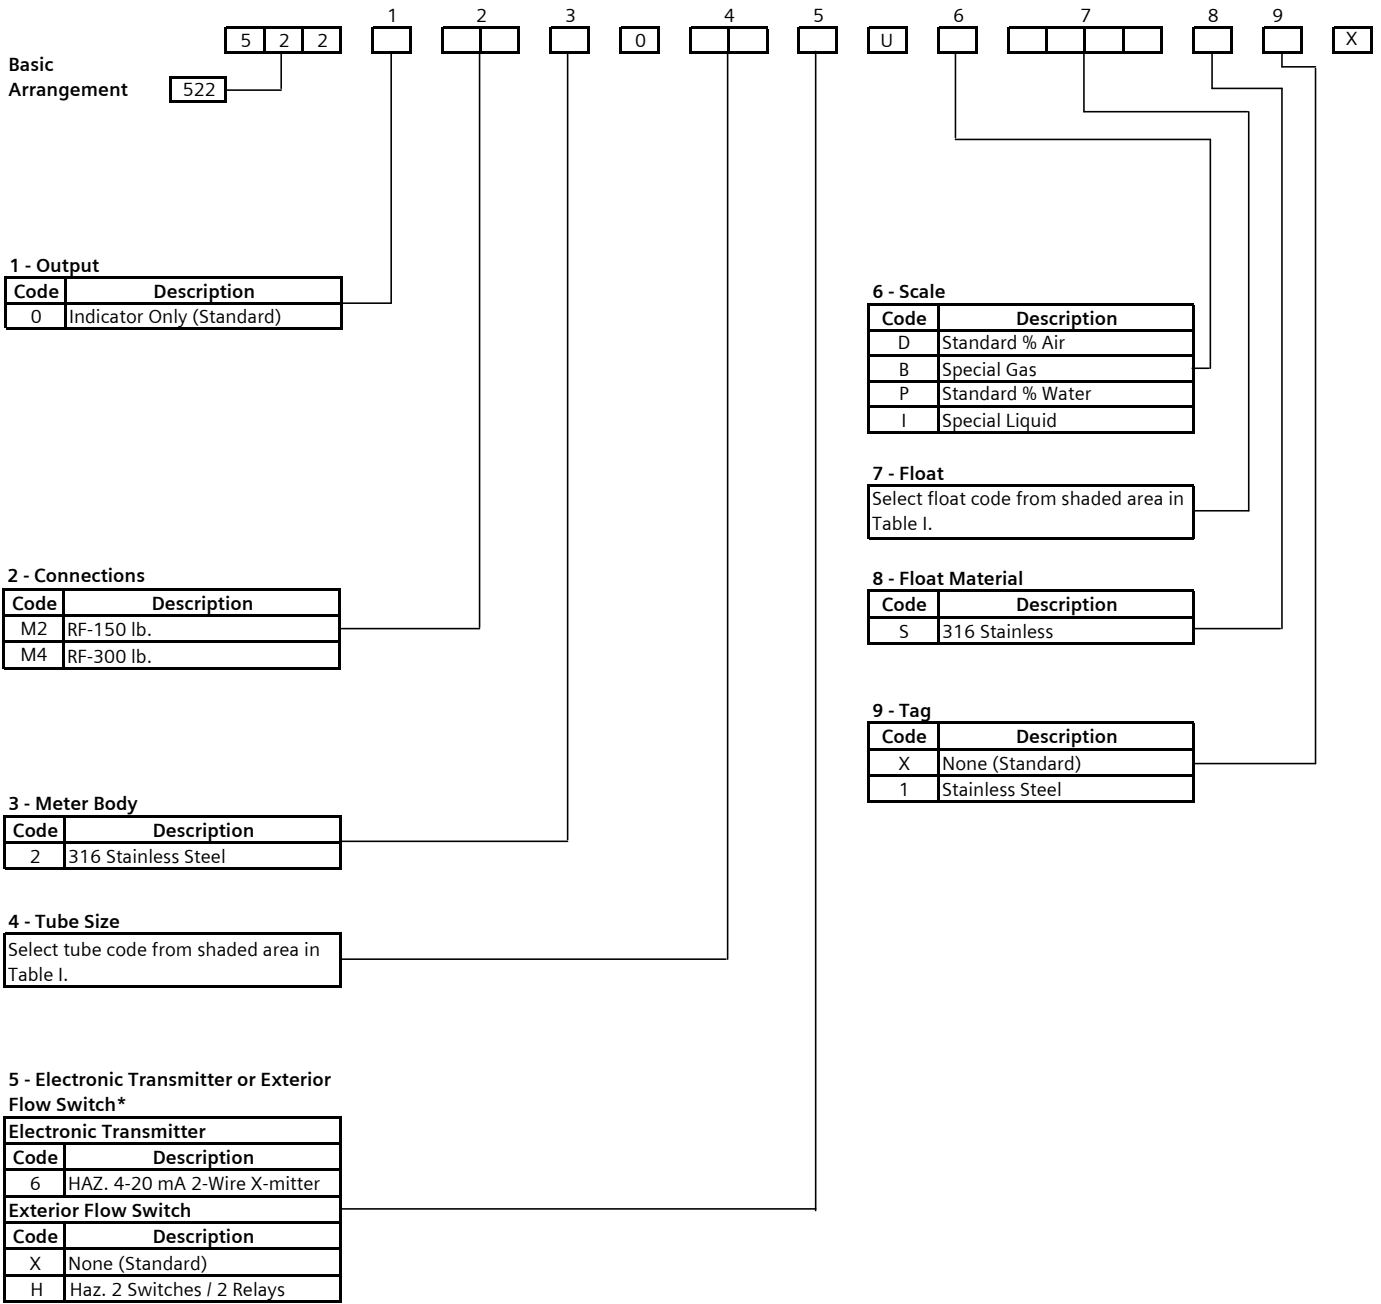 1 2 3 4 5 6 7 8 9
5 2 2 0 U X
Basic
Arrangement 522
1 - Output
Code Description
0 Indicator Only (Standard)
2 - Connections
Code Description
M2 RF-150 lb.
M4 RF-300 lb.
3 - Meter Body
Code Description
2 316 Stainless Steel
4 - Tube Size
Select tube code from shaded area in
Table I.
5 - Electronic Transmitter or Exterior
Flow Switch*
Electronic Transmitter
Code Description
6 HAZ. 4-20 mA 2-Wire X-mitter
Exterior Flow Switch
Code Description
X None (Standard)
H Haz. 2 Switches / 2 Relays
6 - Scale
Code Description
D Standard % Air
B Special Gas
P Standard % Water
I Special Liquid
7 - Float
Select float code from shaded area in
Table I.
8 - Float Material
Code Description
S 316 Stainless
9 - Tag
Code Description
X None (Standard)
1 Stainless Steel